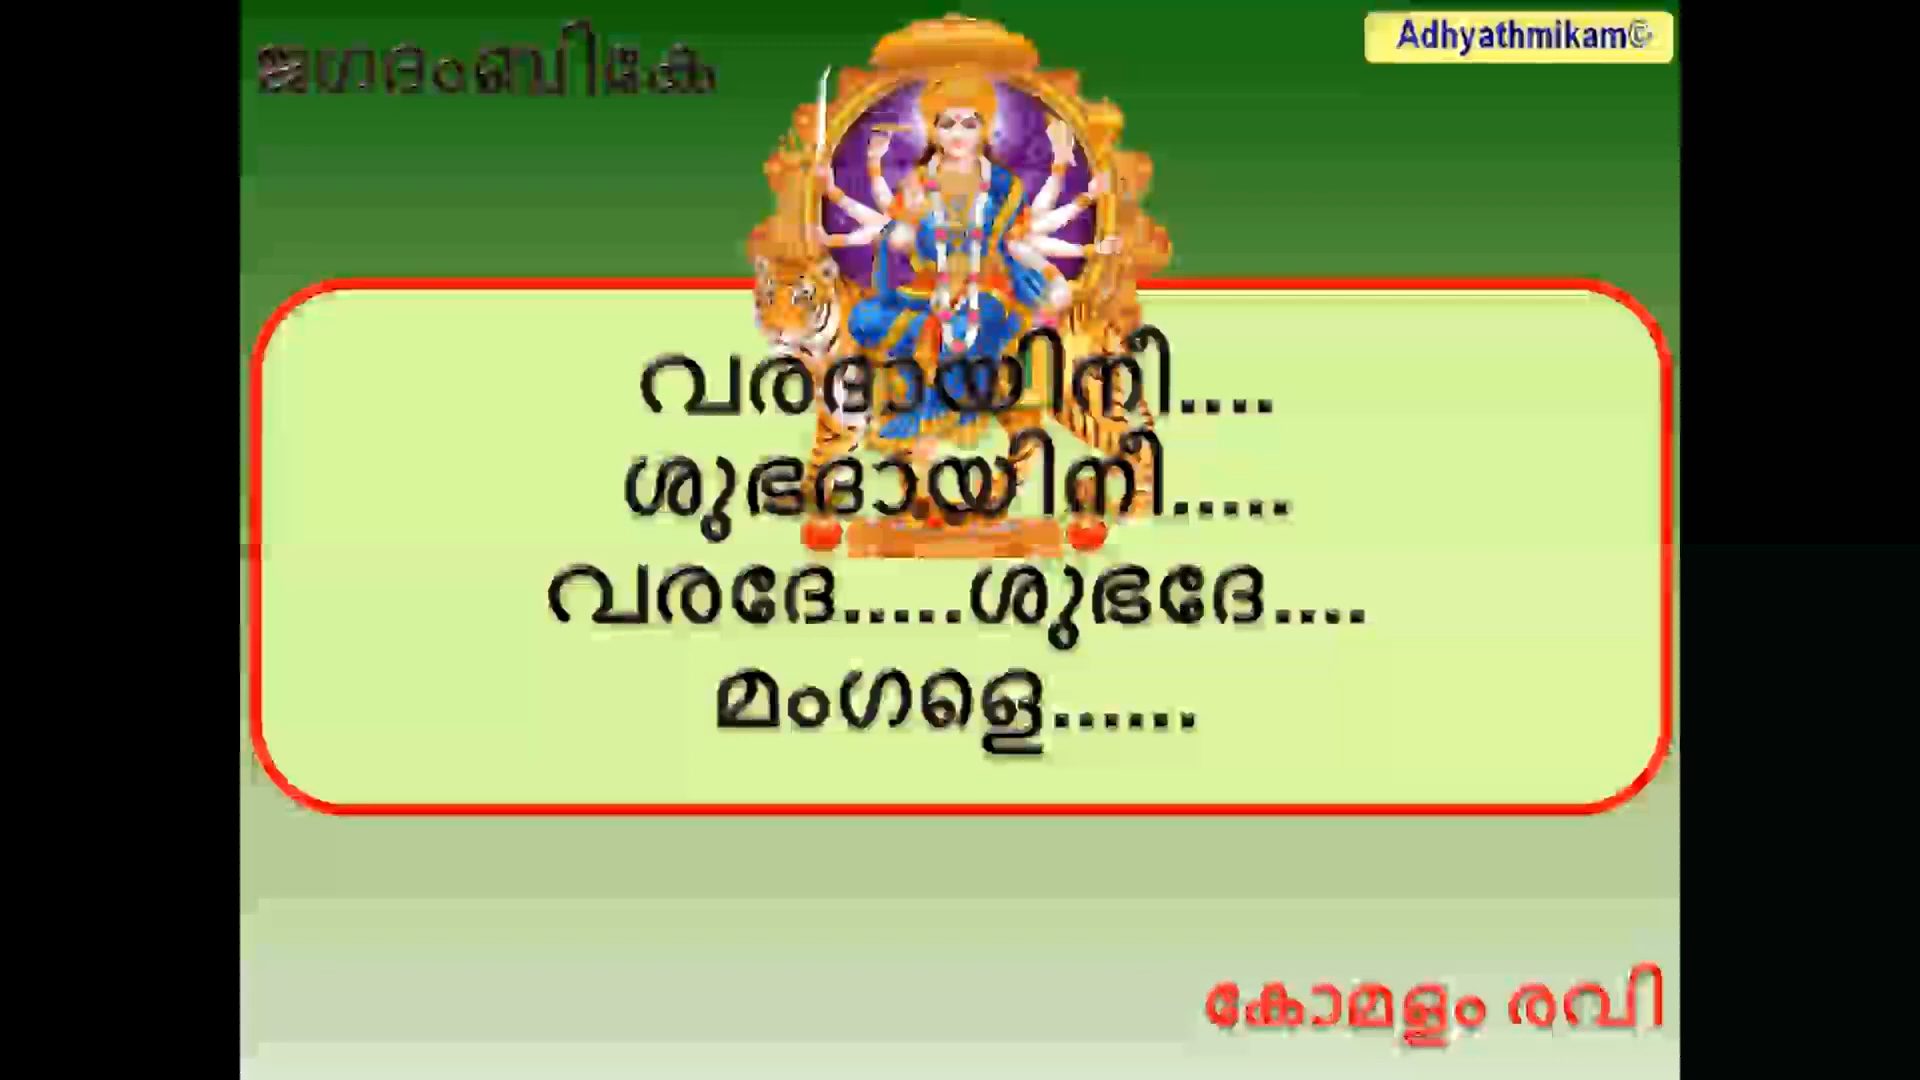 ജഗദംബികേ
Adhyathmikam©
വരദായിനീ....
ശുഭദായിനീ.....
വരദേ.....ശുഭദേ....
മംഗളെ......
കോമളം രവി